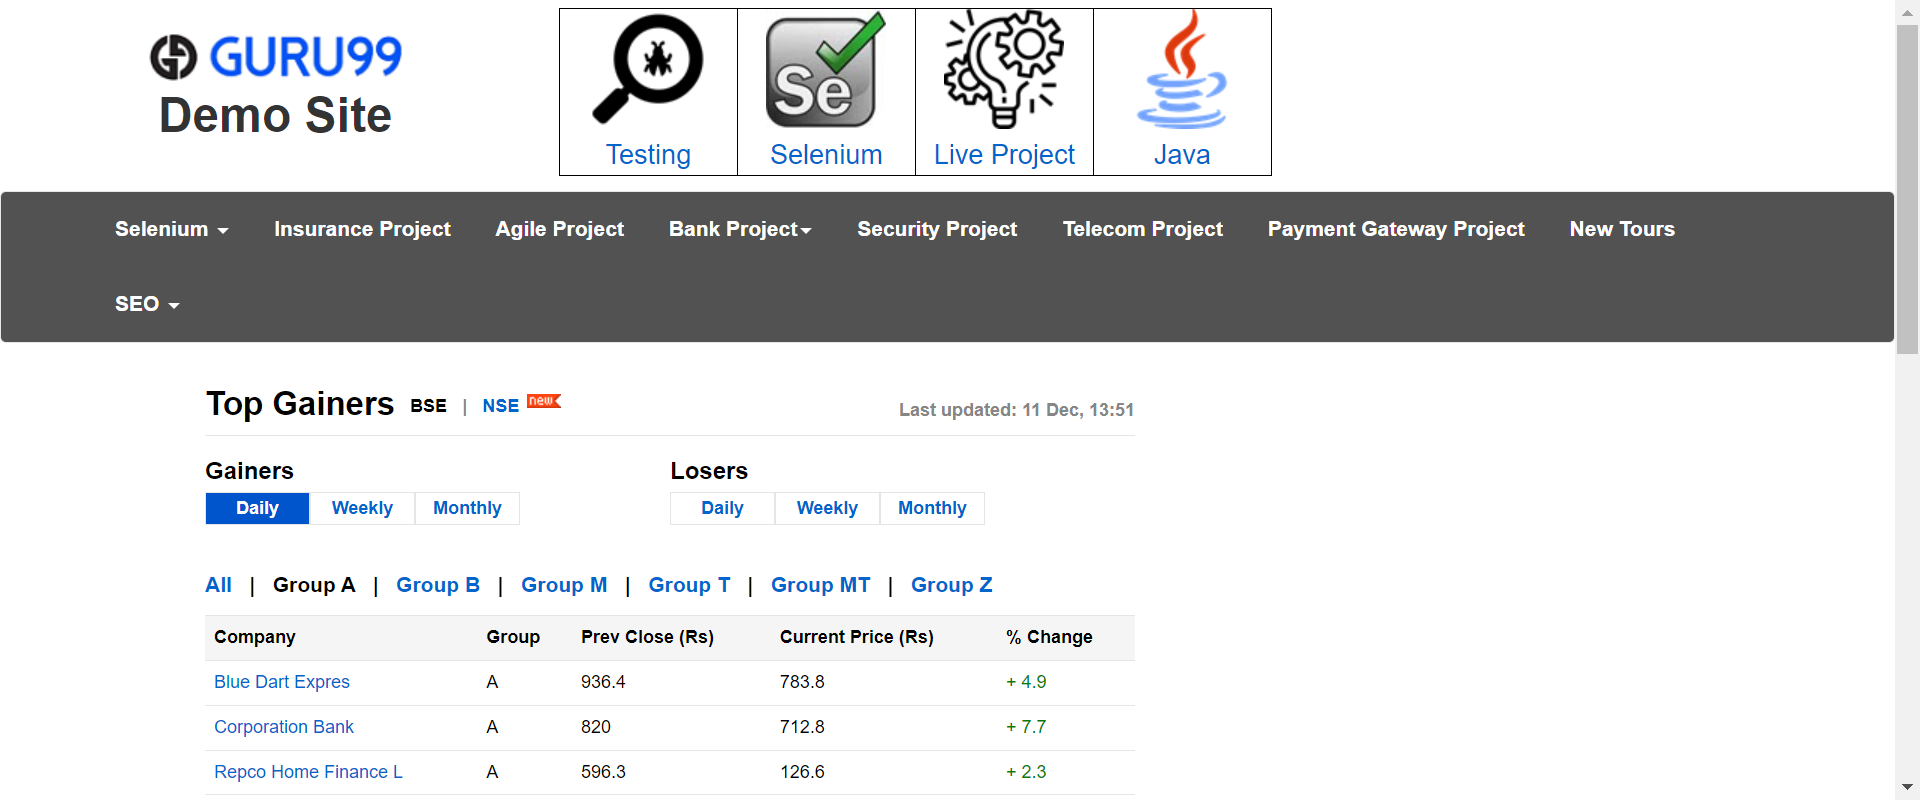 GURU99
Demo Site
Se
Testing
Selenium
Live Project
Java
Selenium
Insurance Project
Agile Project
Bank Project
Security Project
Telecom Project
Payment Gateway Project
New Tours
SEO
Top Gainers BSE | NSE new
Last updated: 11 Dec, 13:51
Gainers
Daily Weekly Monthly
Losers
Daily Weekly Monthly
All | Group A | Group B | Group M | Group T | Group MT | Group Z
Company Group Prev Close (Rs) Current Price (Rs) % Change
Blue Dart Expres A 936.4 783.8 + 4.9
Corporation Bank A 820 712.8 + 7.7
Repco Home Finance L A 596.3 126.6 + 2.3